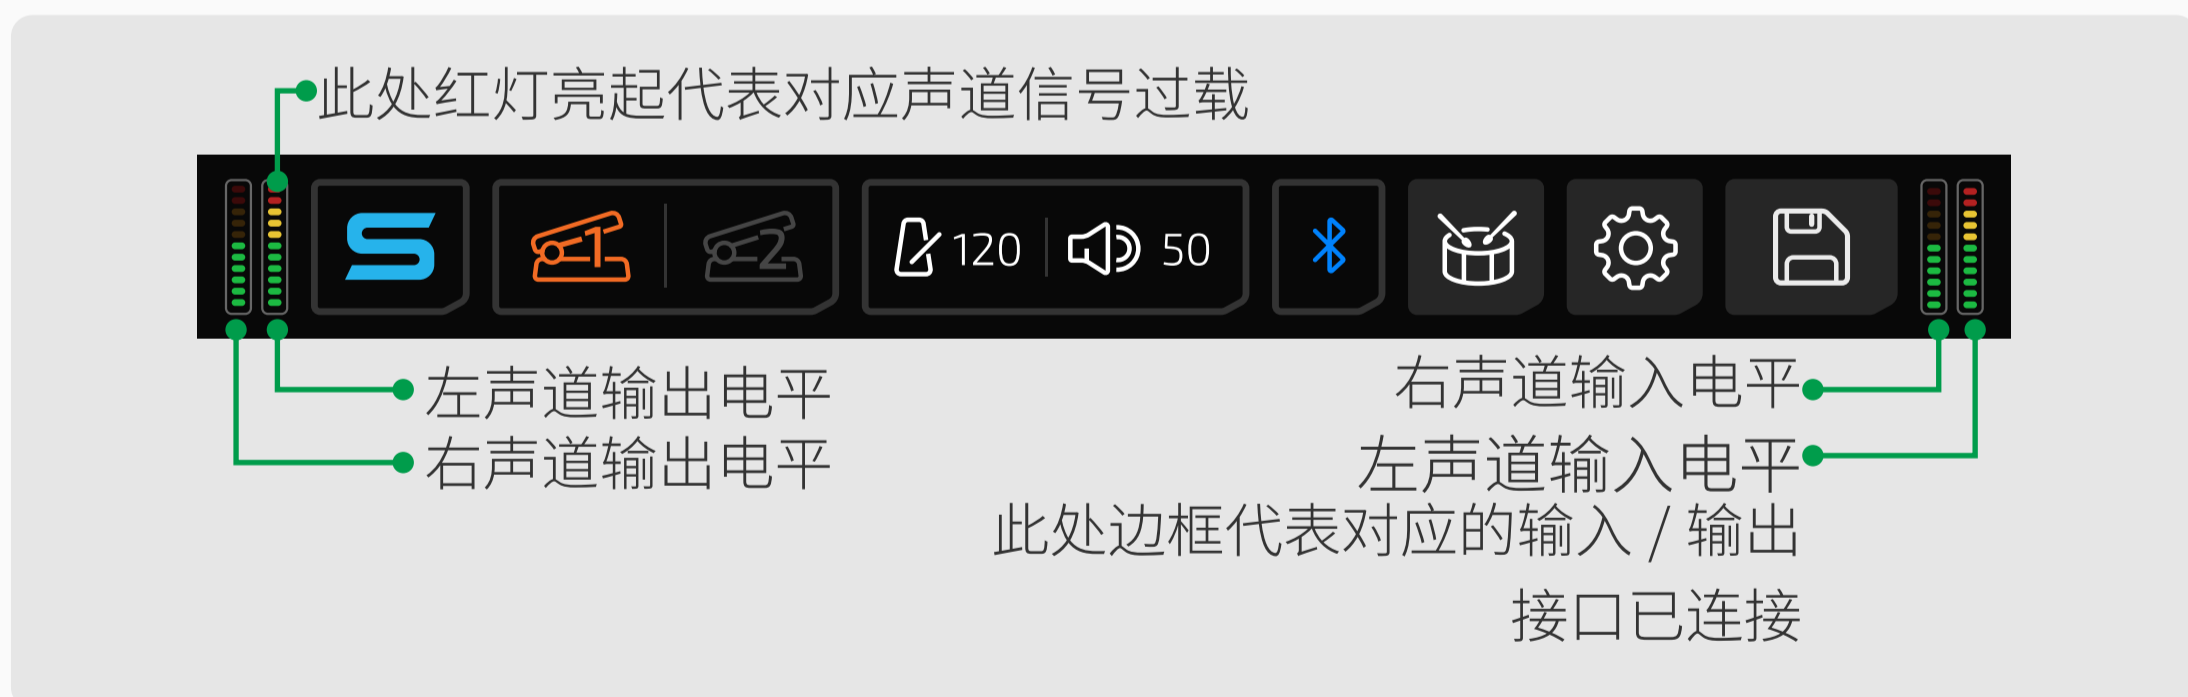 此处红灯亮起代表对应声道信号过载
S
1
2
120
50
左声道输出电平
右声道输出电平
右声道输入电平
左声道输入电平
此处边框代表对应的输入 / 输出
接口已连接